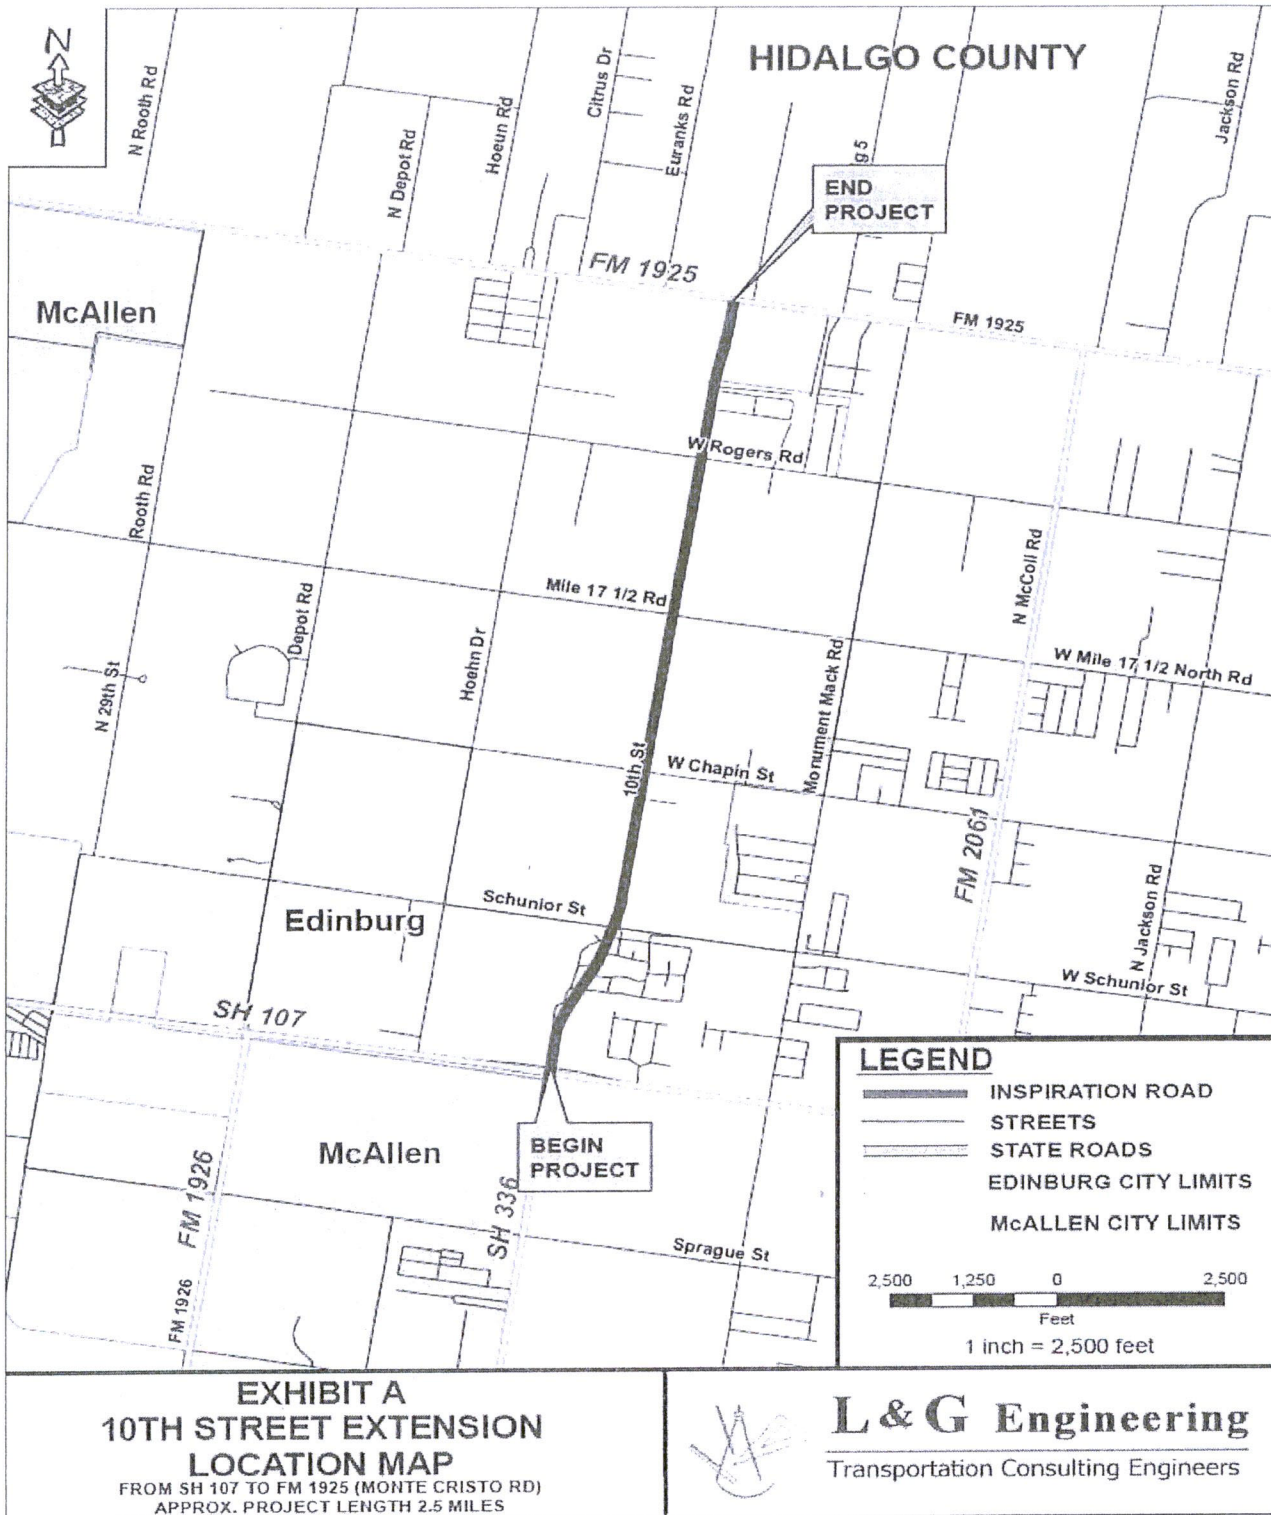 N
HIDALGO COUNTY
N Rooth Rd
N Depot Rd
Hoeun Rd
Citrus Dr
Euranks Rd
Jackson Rd
END
PROJECT
FM 1925
FM 1925
McAllen
W Rogers Rd
Rooth Rd
Mile 17 1/2 Rd
N McColl Rd
Depot Rd
Hoehn Dr
N 29th St
Monument Mack Rd
W Mile 17 1/2 North Rd
10th St
W Chapin St
FM 2061
Schunior St
Edinburg
N Jackson Rd
W Schunior St
SH 107
BEGIN
PROJECT
McAllen
FM 1926
SH 336
FM 1926
Sprague St
LEGEND
INSPIRATION ROAD
STREETS
STATE ROADS
EDINBURG CITY LIMITS
McALLEN CITY LIMITS
2,500 1,250 0 2,500
Feet
1 inch = 2,500 feet
EXHIBIT A
10TH STREET EXTENSION
LOCATION MAP
FROM SH 107 TO FM 1925 (MONTE CRISTO RD)
APPROX. PROJECT LENGTH 2.5 MILES
L & G Engineering
Transportation Consulting Engineers